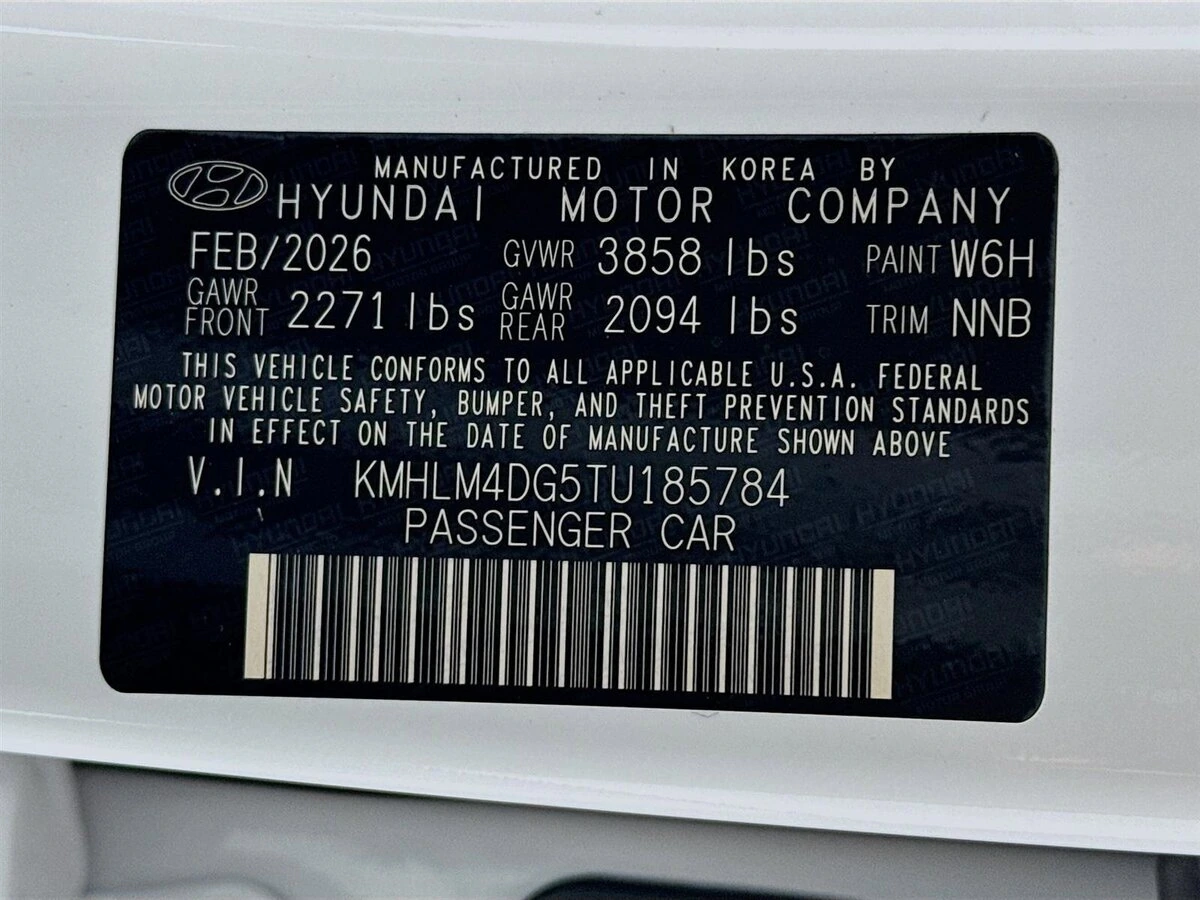 MANUFACTURED IN KOREA BY
HYUNDAI MOTOR COMPANY
FEB/2026 GVWR 3858 lbs PAINT W6H
GAWR FRONT 2271 lbs GAWR REAR 2094 lbs TRIM NNB
THIS VEHICLE CONFORMS TO ALL APPLICABLE U.S.A. FEDERAL
MOTOR VEHICLE SAFETY, BUMPER, AND THEFT PREVENTION STANDARDS
IN EFFECT ON THE DATE OF MANUFACTURE SHOWN ABOVE
V.I.N KMHLM4DG5TU185784
PASSENGER CAR